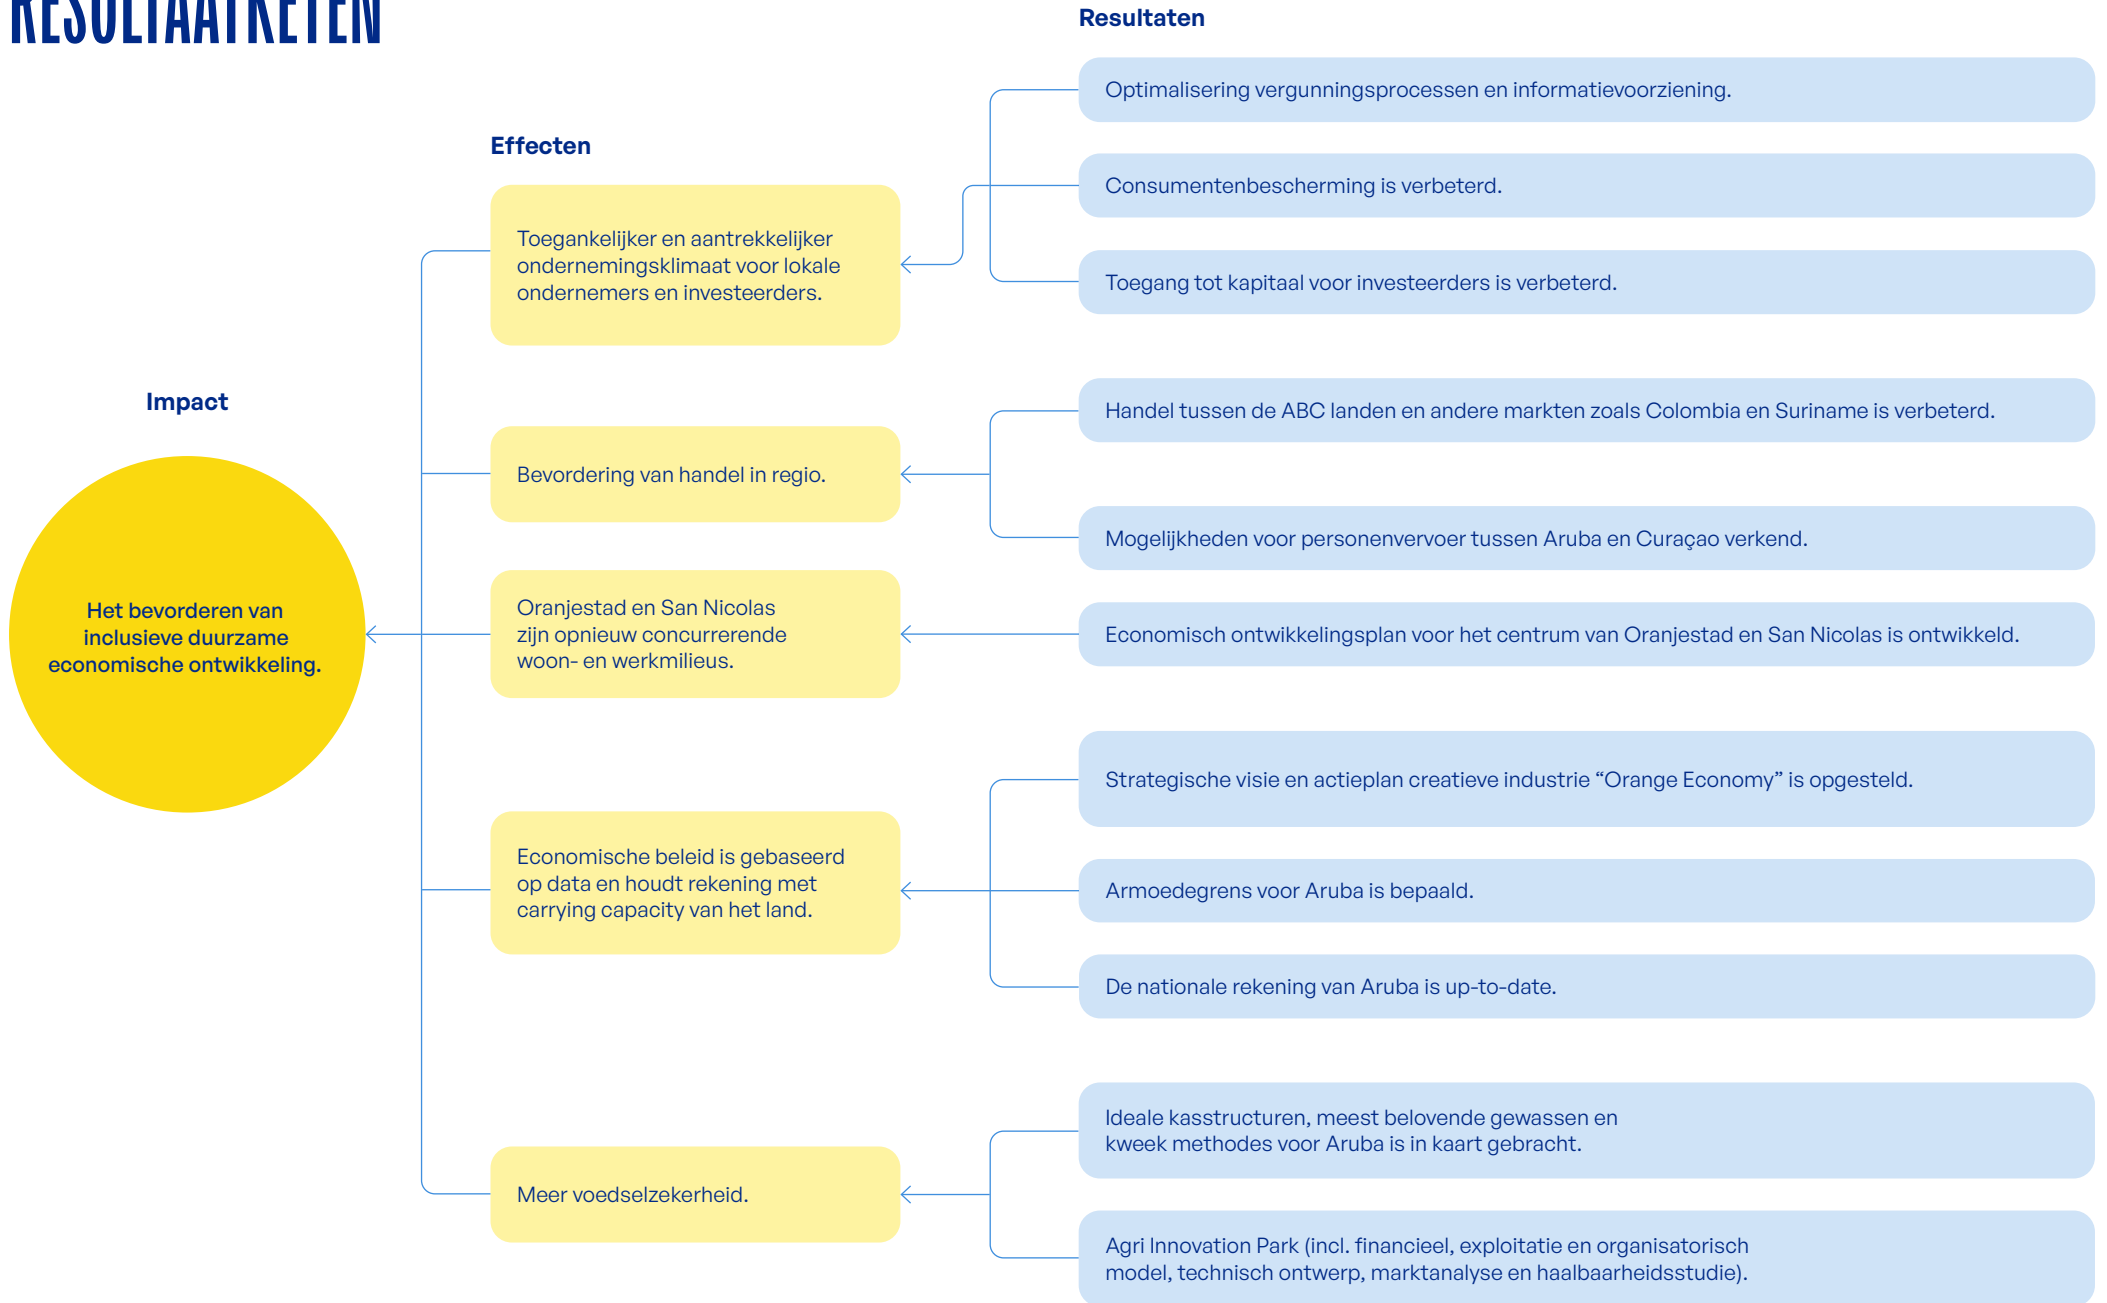 RESULTAATKETEN
Resultaten
Optimalisering vergunningsprocessen en informatievoorziening.
Consumentenbescherming is verbeterd.
Toegang tot kapitaal voor investeerders is verbeterd.
Handel tussen de ABC landen en andere markten zoals Colombia en Suriname is verbeterd.
Mogelijkheden voor personenvervoer tussen Aruba en Curaçao verkend.
Economisch ontwikkelingsplan voor het centrum van Oranjestad en San Nicolas is ontwikkeld.
Strategische visie en actieplan creatieve industrie “Orange Economy” is opgesteld.
Armoedegrens voor Aruba is bepaald.
De nationale rekening van Aruba is up-to-date.
Ideale kasstructuren, meest belovende gewassen en
kweek methodes voor Aruba is in kaart gebracht.
Agri Innovation Park (incl. financieel, exploitatie en organisatorisch
model, technisch ontwerp, marktanalyse en haalbaarheidsstudie).
Effecten
Toegankelijker en aantrekkelijker
ondernemingsklimaat voor lokale
ondernemers en investeerders.
Bevordering van handel in regio.
Oranjestad en San Nicolas
zijn opnieuw concurrerende
woon- en werkmilieus.
Economische beleid is gebaseerd
op data en houdt rekening met
carrying capacity van het land.
Meer voedselzekerheid.
Impact
Het bevorderen van
inclusieve duurzame
economische ontwikkeling.